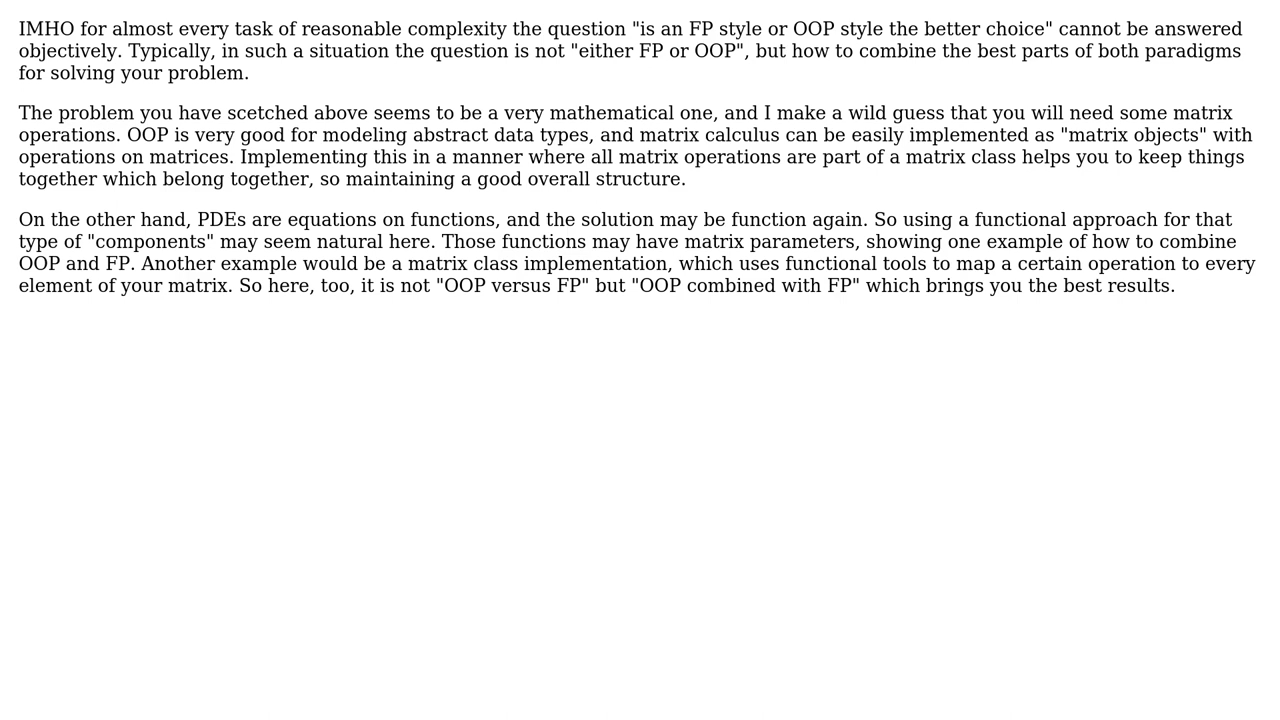 IMHO for almost every task of reasonable complexity the question "is an FP style or OOP style the better choice" cannot be answered
objectively. Typically, in such a situation the question is not "either FP or OOP", but how to combine the best parts of both paradigms
for solving your problem.
The problem you have scetched above seems to be a very mathematical one, and I make a wild guess that you will need some matrix
operations. OOP is very good for modeling abstract data types, and matrix calculus can be easily implemented as "matrix objects" with
operations on matrices. Implementing this in a manner where all matrix operations are part of a matrix class helps you to keep things
together which belong together, so maintaining a good overall structure.
On the other hand, PDEs are equations on functions, and the solution may be function again. So using a functional approach for that
type of "components" may seem natural here. Those functions may have matrix parameters, showing one example of how to combine
OOP and FP. Another example would be a matrix class implementation, which uses functional tools to map a certain operation to every
element of your matrix. So here, too, it is not "OOP versus FP" but "OOP combined with FP" which brings you the best results.